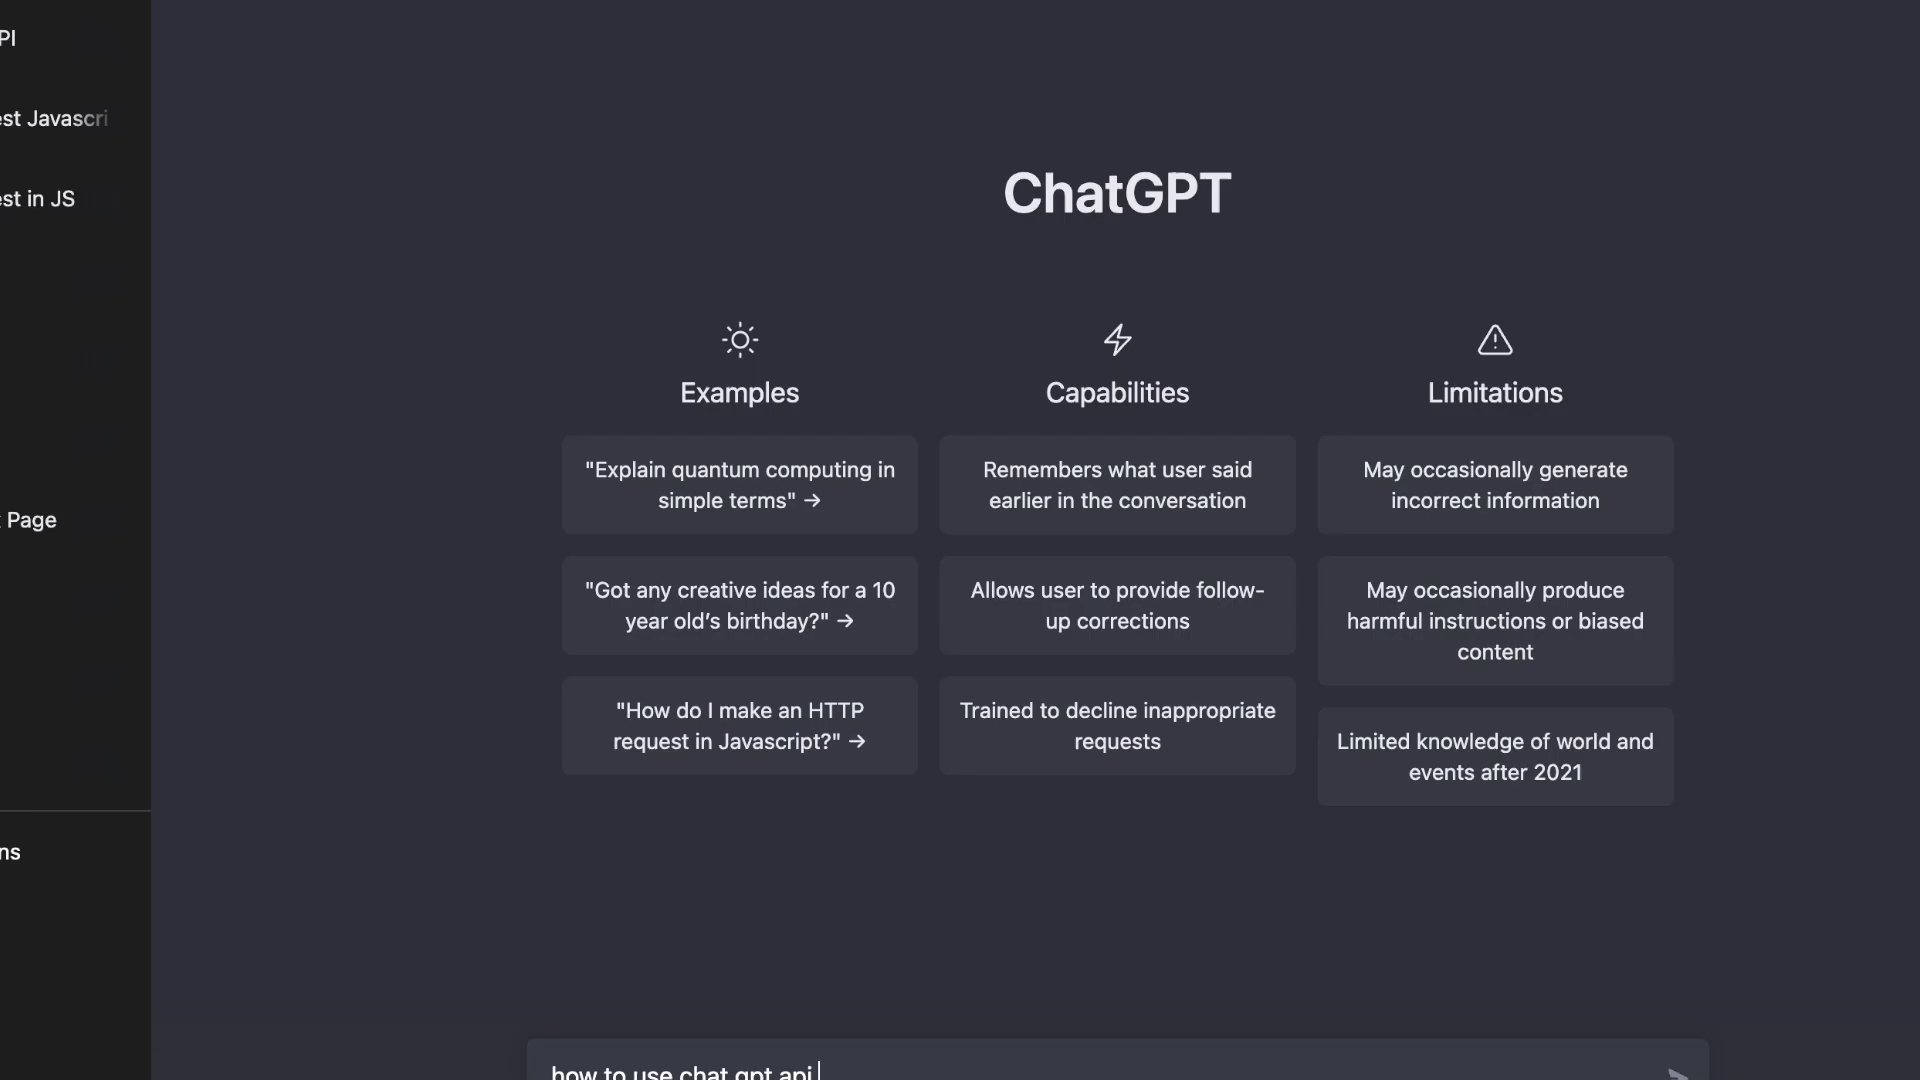 PI
est Javascri
est in JS
Page
ns
ChatGPT
Examples
"Explain quantum computing in
simple terms" →
"Got any creative ideas for a 10
year old’s birthday?" →
"How do I make an HTTP
request in Javascript?" →
Capabilities
Remembers what user said
earlier in the conversation
Allows user to provide follow-
up corrections
Trained to decline inappropriate
requests
Limitations
May occasionally generate
incorrect information
May occasionally produce
harmful instructions or biased
content
Limited knowledge of world and
events after 2021
how to use chat gpt api